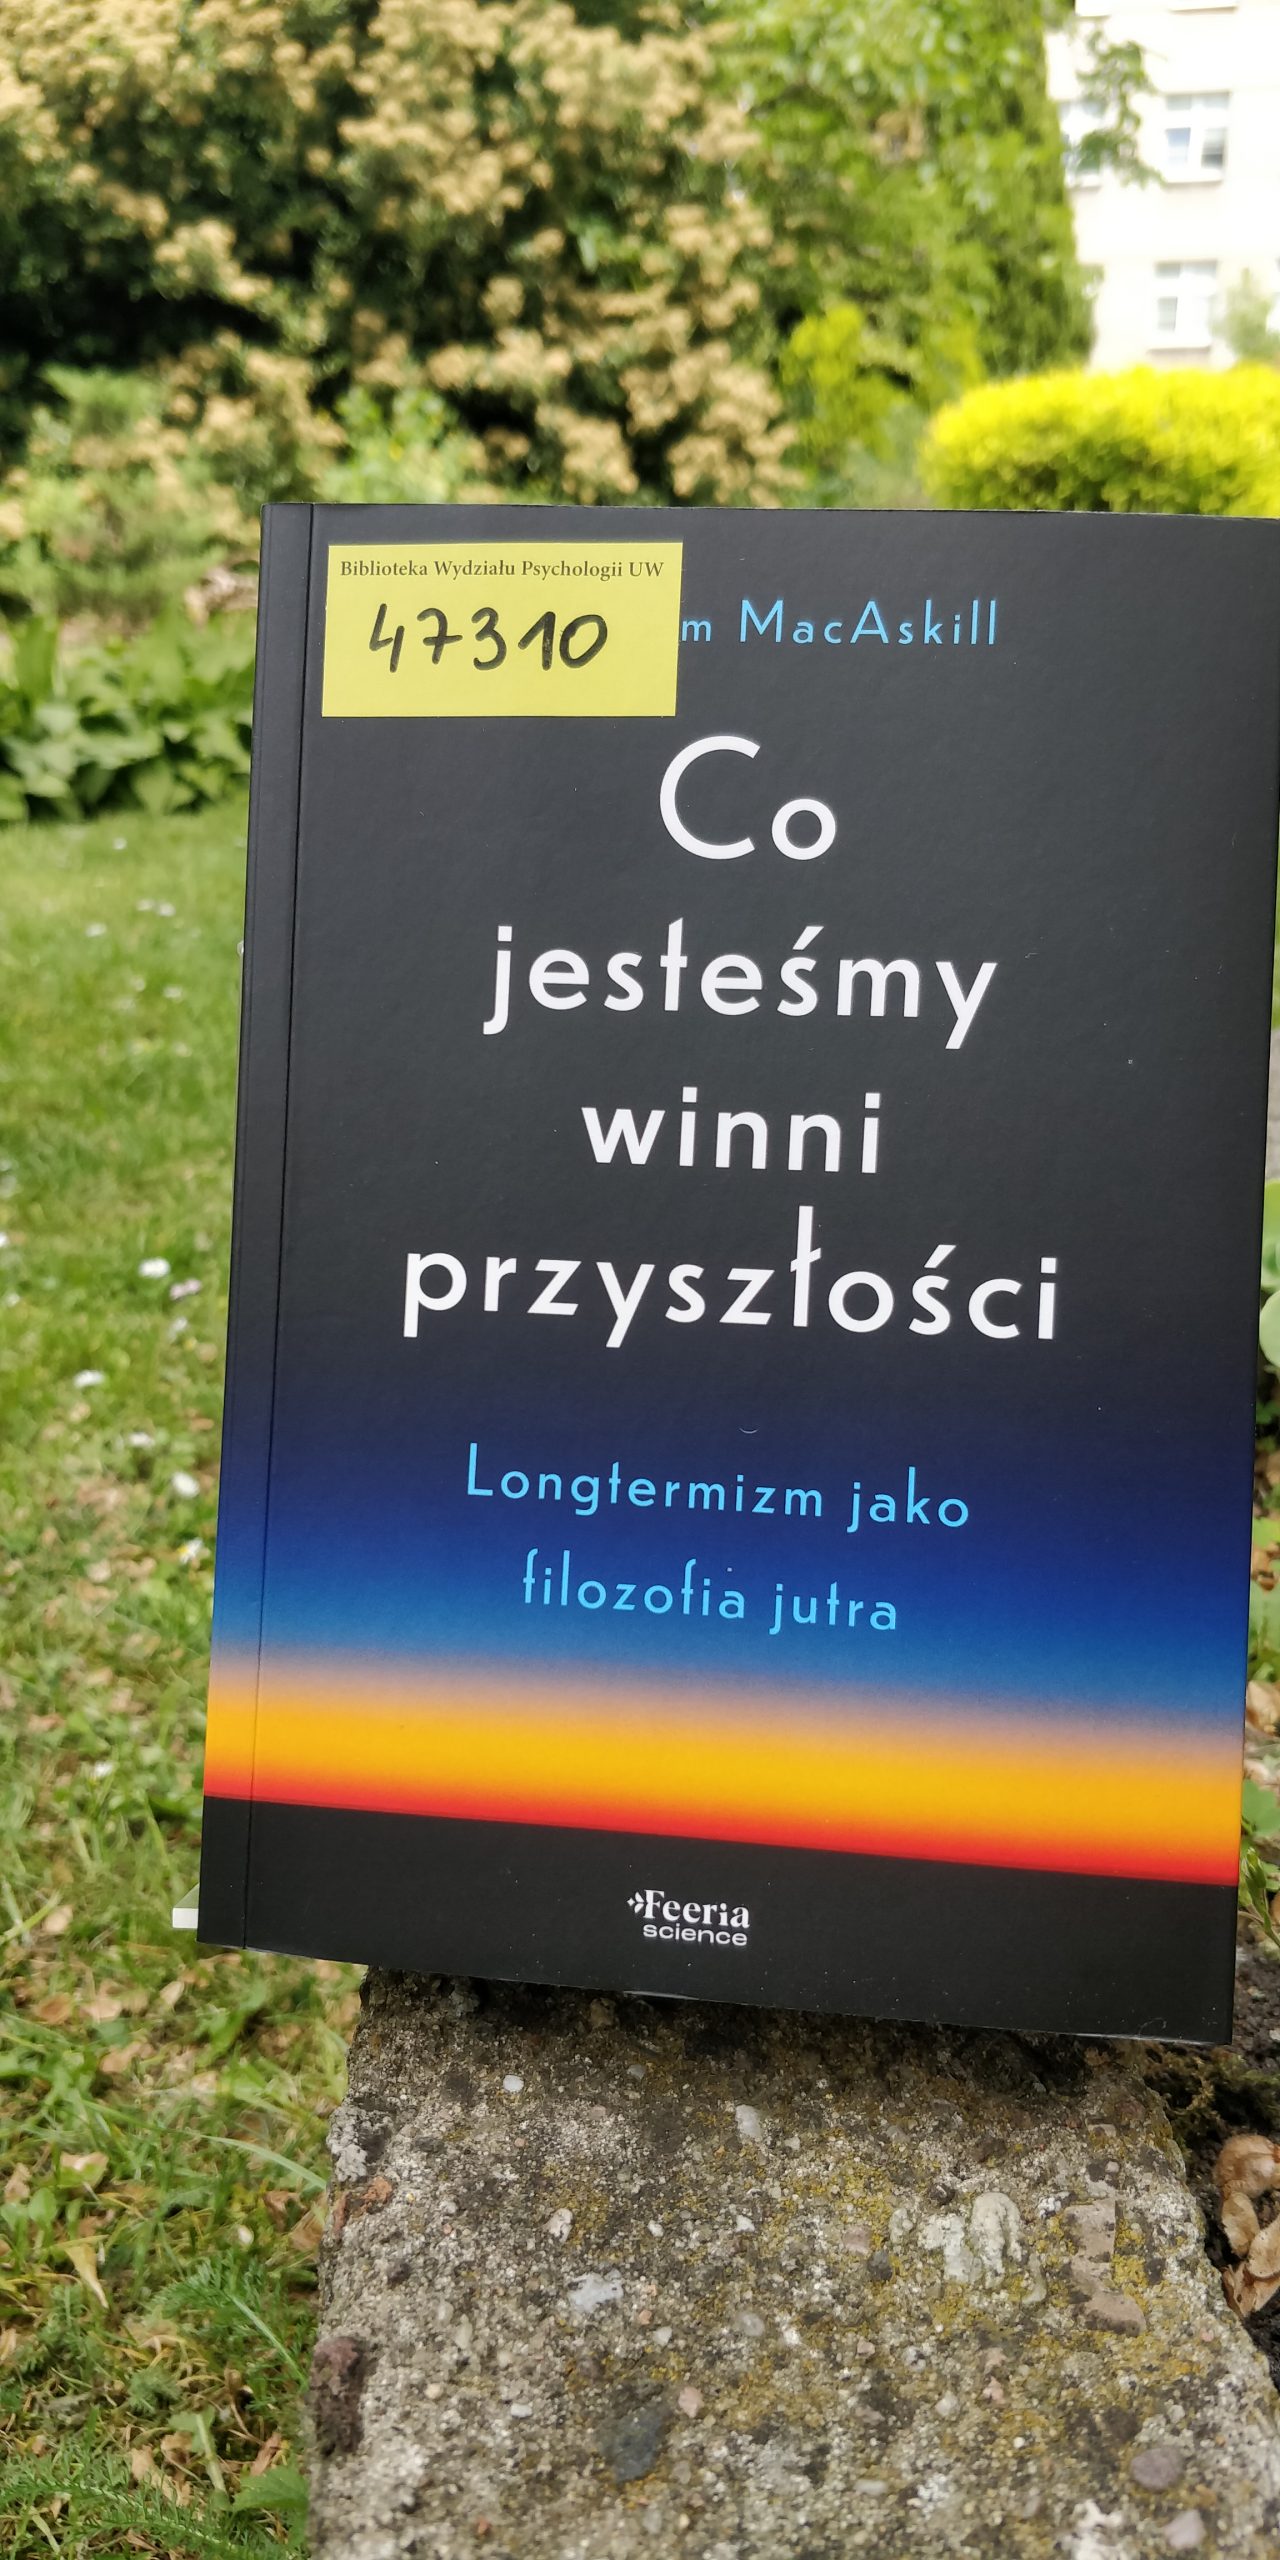 Biblioteka Wydziału Psychologii UW
47310
m MacAskill
Co
jesteśmy
winni
przyszłości
Longtermizm jako
filozofia jutra
Feeria
science